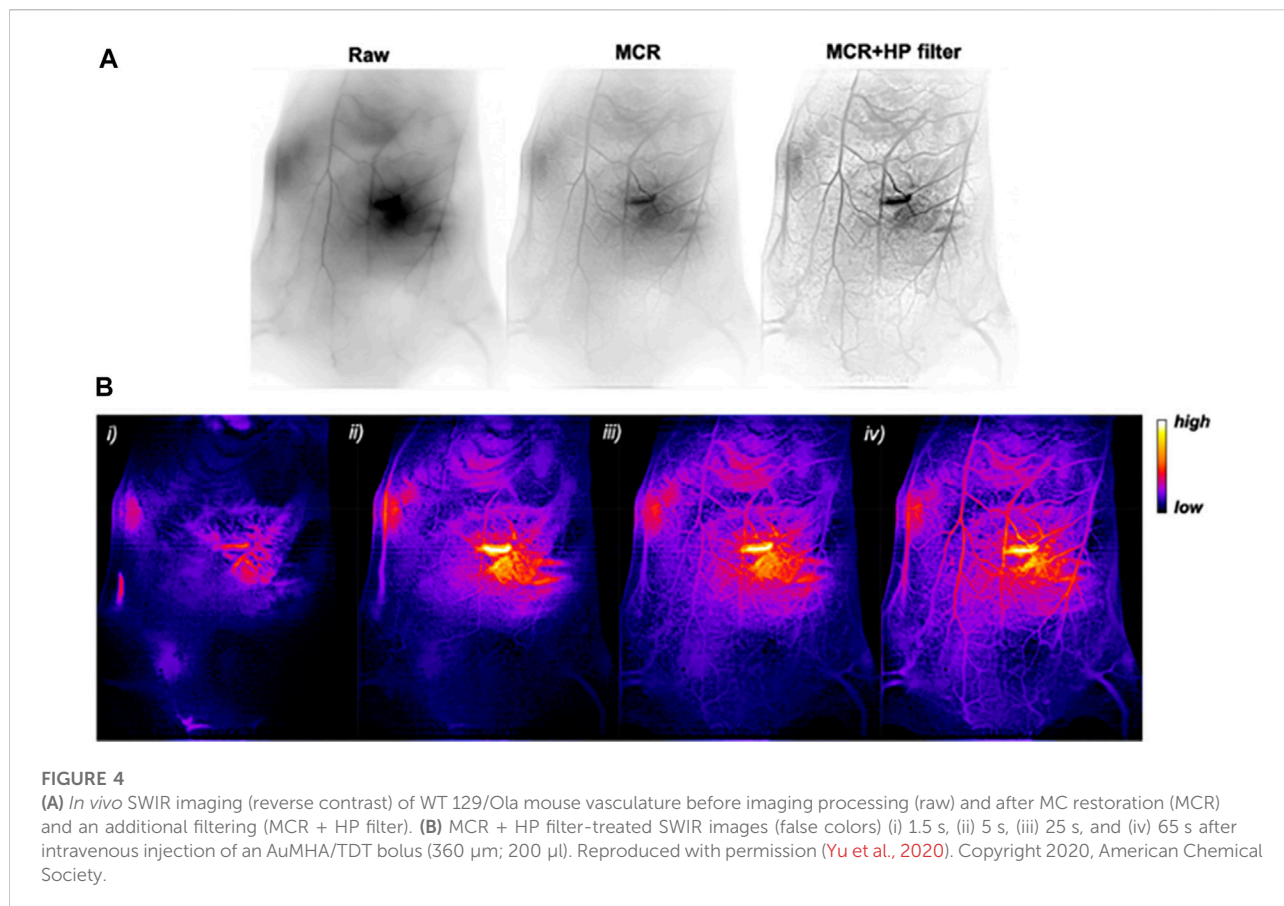 A
Raw
MCR
MCR+HP filter
B
i)
ii)
iii)
iv)
high
low
FIGURE 4
(A) In vivo SWIR imaging (reverse contrast) of WT 129/Ola mouse vasculature before imaging processing (raw) and after MC restoration (MCR)
and an additional filtering (MCR + HP filter). (B) MCR + HP filter-treated SWIR images (false colors) (i) 1.5 s, (ii) 5 s, (iii) 25 s, and (iv) 65 s after
intravenous injection of an AuMHA/TDT bolus (360 μm; 200 μl). Reproduced with permission (Yu et al., 2020). Copyright 2020, American Chemical
Society.